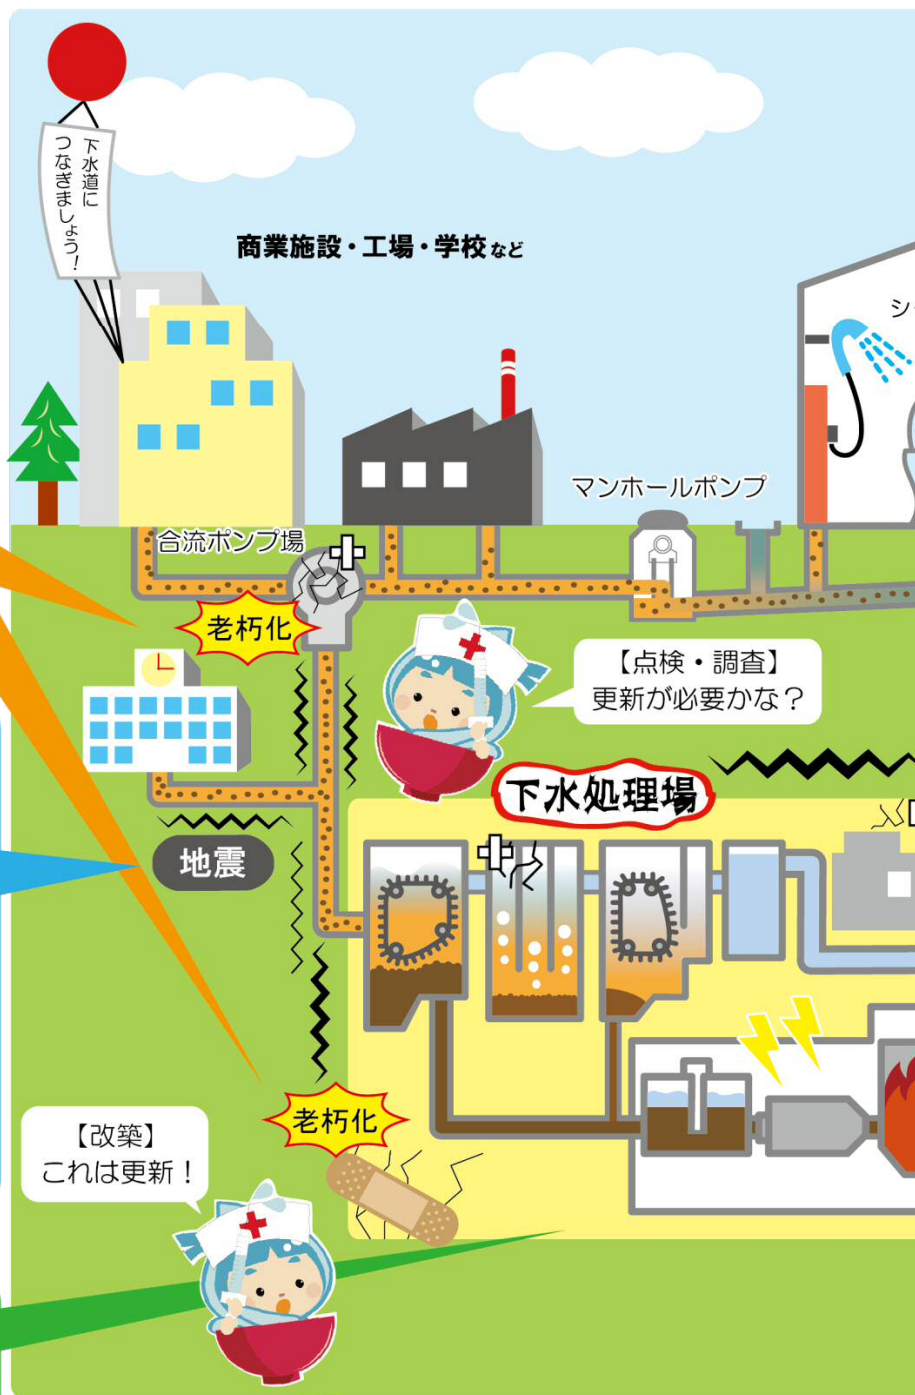 下水道に
つなぎましょう！
商業施設・工場・学校など
シ
マンホールポンプ
合流ポンプ場
老朽化
【点検・調査】
更新が必要かな？
下水処理場
地震
老朽化
【改築】
これは更新！